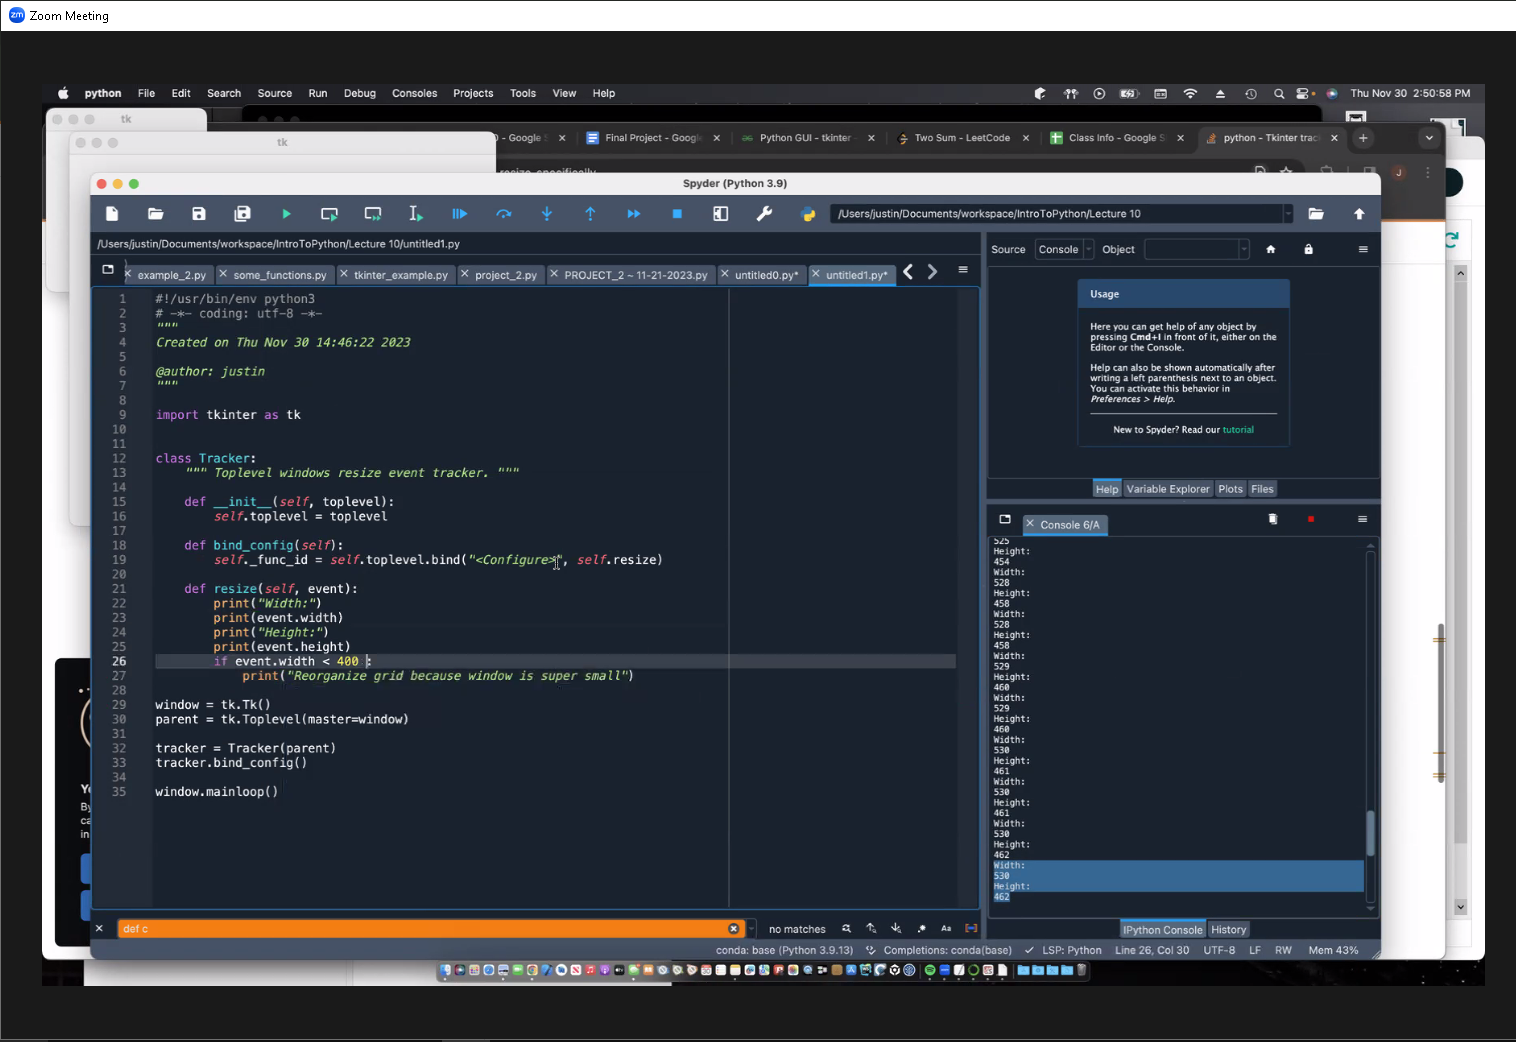 Zoom Meeting
python File Edit Search Source Run Debug Consoles Projects Tools View Help
Thu Nov 30 2:50:58 PM
tk
tk
Final Project - Googl
Python GUI - tkinter
Two Sum - LeetCode
Class Info - Google S
python - Tkinter trac
J
Spyder (Python 3.9)
/Users/justin/Documents/workspace/IntroToPython/Lecture 10
/Users/justin/Documents/workspace/IntroToPython/Lecture 10/untitled1.py
example_2.py some_functions.py tkinter_example.py project_2.py PROJECT_2 ~ 11-21-2023.py untitled0.py* untitled1.py*
1 #!/usr/bin/env python3
2 # -*- coding: utf-8 -*-
3 """
4 Created on Thu Nov 30 14:46:22 2023
5
6 @author: justin
7 """
8
9 import tkinter as tk
10
11
12 class Tracker:
13 """ Toplevel windows resize event tracker. """
14
15 def __init__(self, toplevel):
16 self.toplevel = toplevel
17
18 def bind_config(self):
19 self._func_id = self.toplevel.bind("<Configure>", self.resize)
20
21 def resize(self, event):
22 print("Width:")
23 print(event.width)
24 print("Height:")
25 print(event.height)
26 if event.width < 400 :
27 print("Reorganize grid because window is super small")
28
29 window = tk.Tk()
30 parent = tk.Toplevel(master=window)
31
32 tracker = Tracker(parent)
33 tracker.bind_config()
34
35 window.mainloop()
def c
no matches
Aa
Source Console Object
Usage
Here you can get help of any object by
pressing Cmd+I in front of it, either on the
Editor or the Console.
Help can also be shown automatically after
writing a left parenthesis next to an object.
You can activate this behavior in
Preferences > Help.
New to Spyder? Read our tutorial
Help Variable Explorer Plots Files
Console 6/A
525
Height:
454
Width:
528
Height:
458
Width:
528
Height:
458
Width:
529
Height:
460
Width:
529
Height:
460
Width:
530
Height:
461
Width:
530
Height:
461
Width:
530
Height:
462
Width:
530
Height:
462
IPython Console History
conda: base (Python 3.9.13) Completions: conda(base) LSP: Python Line 26, Col 30 UTF-8 LF RW Mem 43%